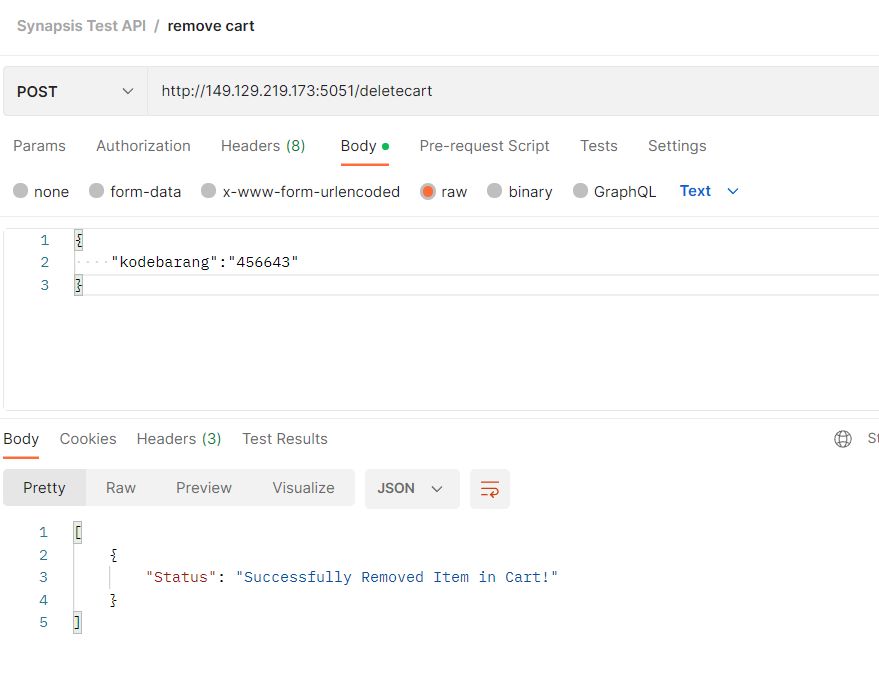 Synapsis Test API / remove cart
POST http://149.129.219.173:5051/deletecart
Params Authorization Headers (8) Body Pre-request Script Tests Settings
none form-data x-www-form-urlencoded raw binary GraphQL Text
1 {
2 ····"kodebarang":"456643"
3 }
Body Cookies Headers (3) Test Results
Pretty Raw Preview Visualize JSON
1 [
2 {
3 "Status": "Successfully Removed Item in Cart!"
4 }
5 ]